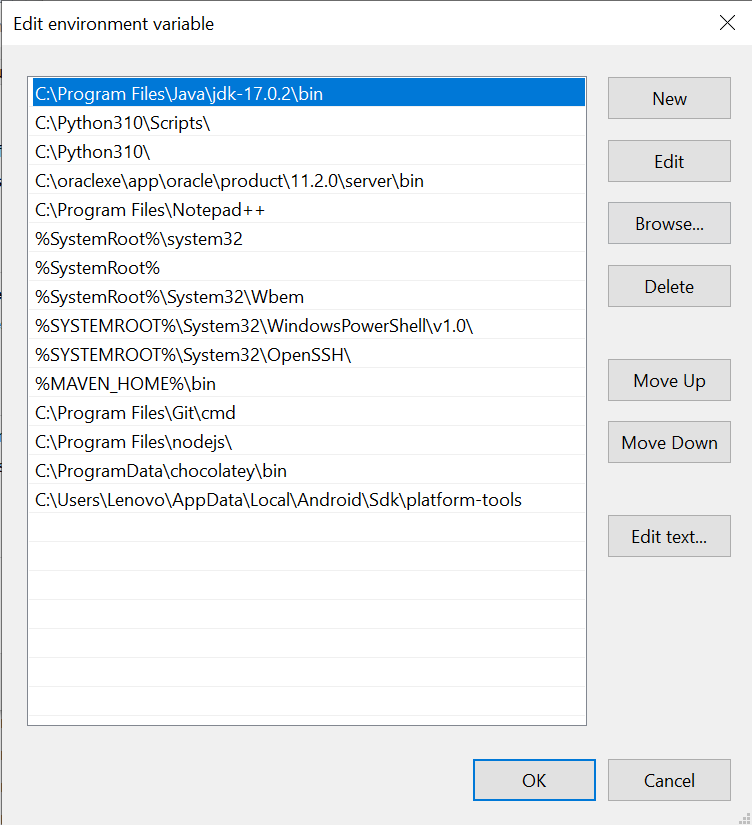 Edit environment variable
C:\Program Files\Java\jdk-17.0.2\bin
C:\Python310\Scripts\
C:\Python310\
C:\oraclexe\app\oracle\product\11.2.0\server\bin
C:\Program Files\Notepad++
%SystemRoot%\system32
%SystemRoot%
%SystemRoot%\System32\Wbem
%SYSTEMROOT%\System32\WindowsPowerShell\v1.0\
%SYSTEMROOT%\System32\OpenSSH\
%MAVEN_HOME%\bin
C:\Program Files\Git\cmd
C:\Program Files\nodejs\
C:\ProgramData\chocolatey\bin
C:\Users\Lenovo\AppData\Local\Android\Sdk\platform-tools
New
Edit
Browse...
Delete
Move Up
Move Down
Edit text...
OK
Cancel